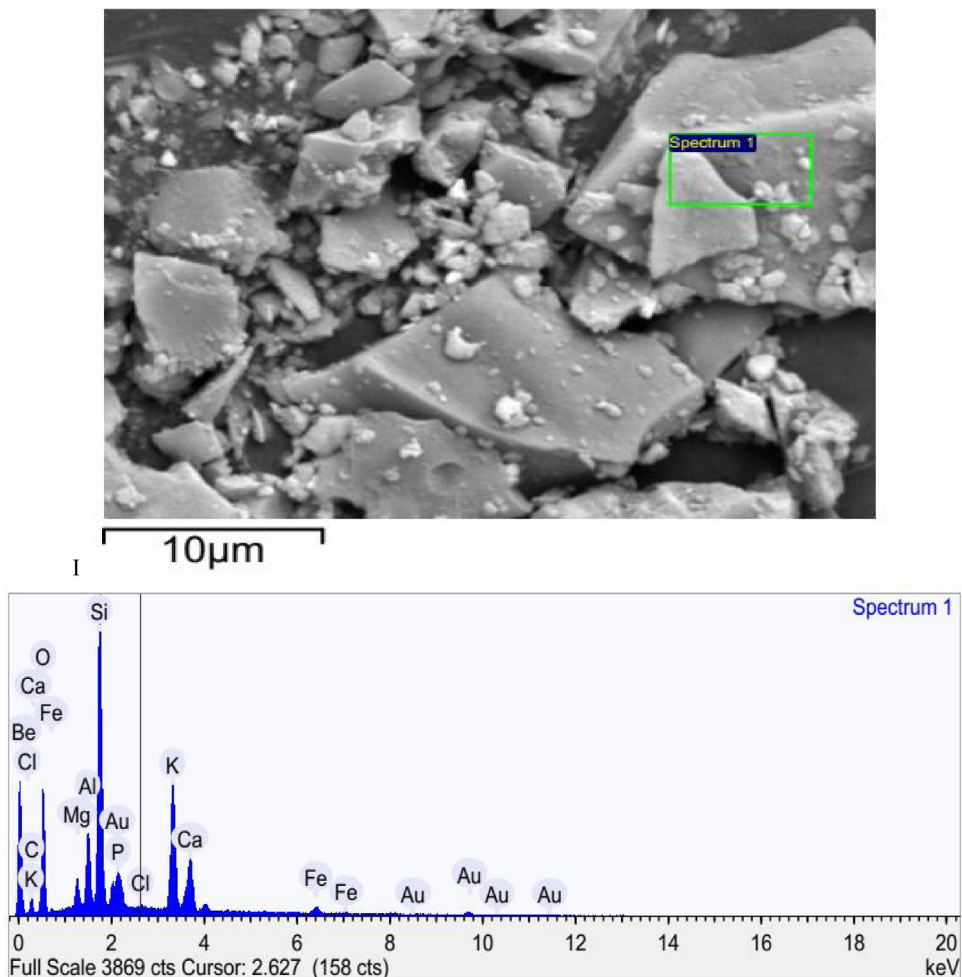 Spectrum 1
10µm
I
Spectrum 1
Si
O
Ca
Fe
Be
Cl
K
Al
Mg
Au
P
C
K
Cl
Ca
Fe
Fe
Au
Au
Au
Au
0 2 4 6 8 10 12 14 16 18 20
Full Scale 3869 cts Cursor: 2.627 (158 cts) keV